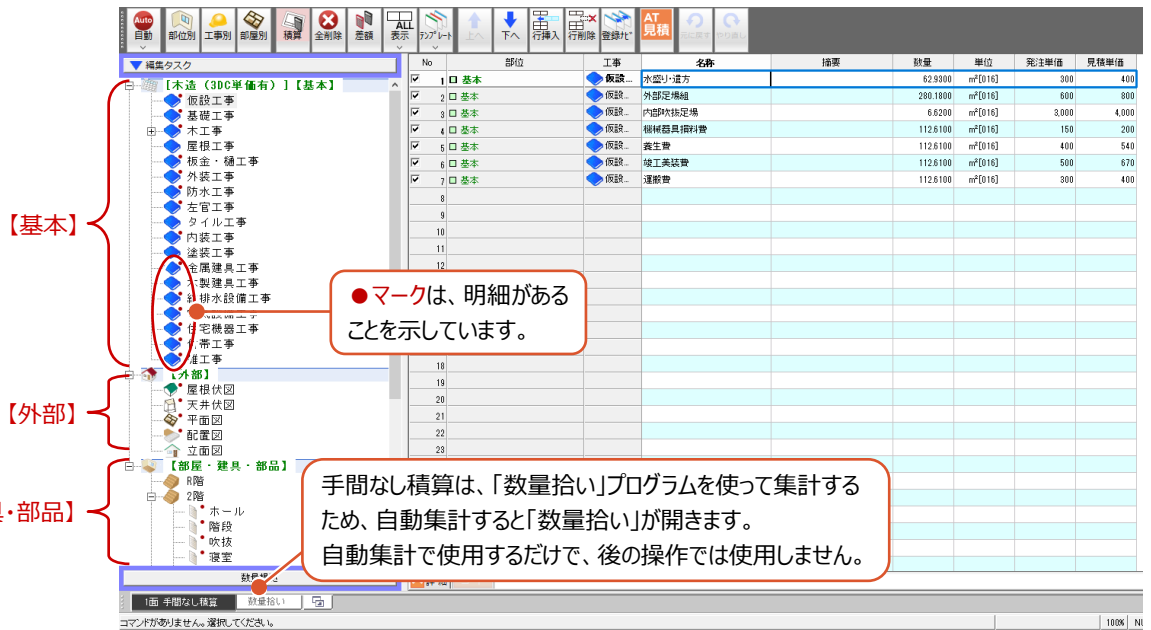 Auto
自動
部位別
工事別
部屋別
積算
全削除
差額
ALL
表示
ﾃﾝﾌﾟﾚｰﾄ
上へ
下へ
行挿入
行削除
登録ﾅﾋﾞ
AT
見積
元に戻す
やり直し
▼ 編集タスク
[木造 (3DC単価有)]【基本】
仮設工事
基礎工事
木工事
屋根工事
板金・樋工事
外装工事
防水工事
左官工事
タイル工事
内装工事
塗装工事
金属建具工事
木製建具工事
給排水設備工事
住宅機器工事
雑工事
【外部】
屋根伏図
天井伏図
平面図
配置図
立面図
【部屋・建具・部品】
R階
2階
ホール
階段
吹抜
寝室
【基本】
【外部】
・部品】
No 部位 工事 名称 摘要 数量 単位 発注単価 見積単価
1 基本 仮設... 水盛り・遣方 62.9300 m²[016] 300 400
2 基本 仮設... 外部足場組 280.1800 m²[016] 600 800
3 基本 仮設... 内部吹抜足場 6.6200 m²[016] 3,000 4,000
4 基本 仮設... 機械器具損料費 112.6100 m²[016] 150 200
5 基本 仮設... 養生費 112.6100 m²[016] 400 540
6 基本 仮設... 竣工美装費 112.6100 m²[016] 500 670
7 基本 仮設... 運搬費 112.6100 m²[016] 300 400
8
9
10
11
12
18
19
20
21
22
23
●マークは、明細がある
ことを示しています。
手間なし積算は、「数量拾い」プログラムを使って集計する
ため、自動集計すると「数量拾い」が開きます。
自動集計で使用するだけで、後の操作では使用しません。
1面 手間なし積算
数量拾い
コマンドがありません。選択してください。
100%